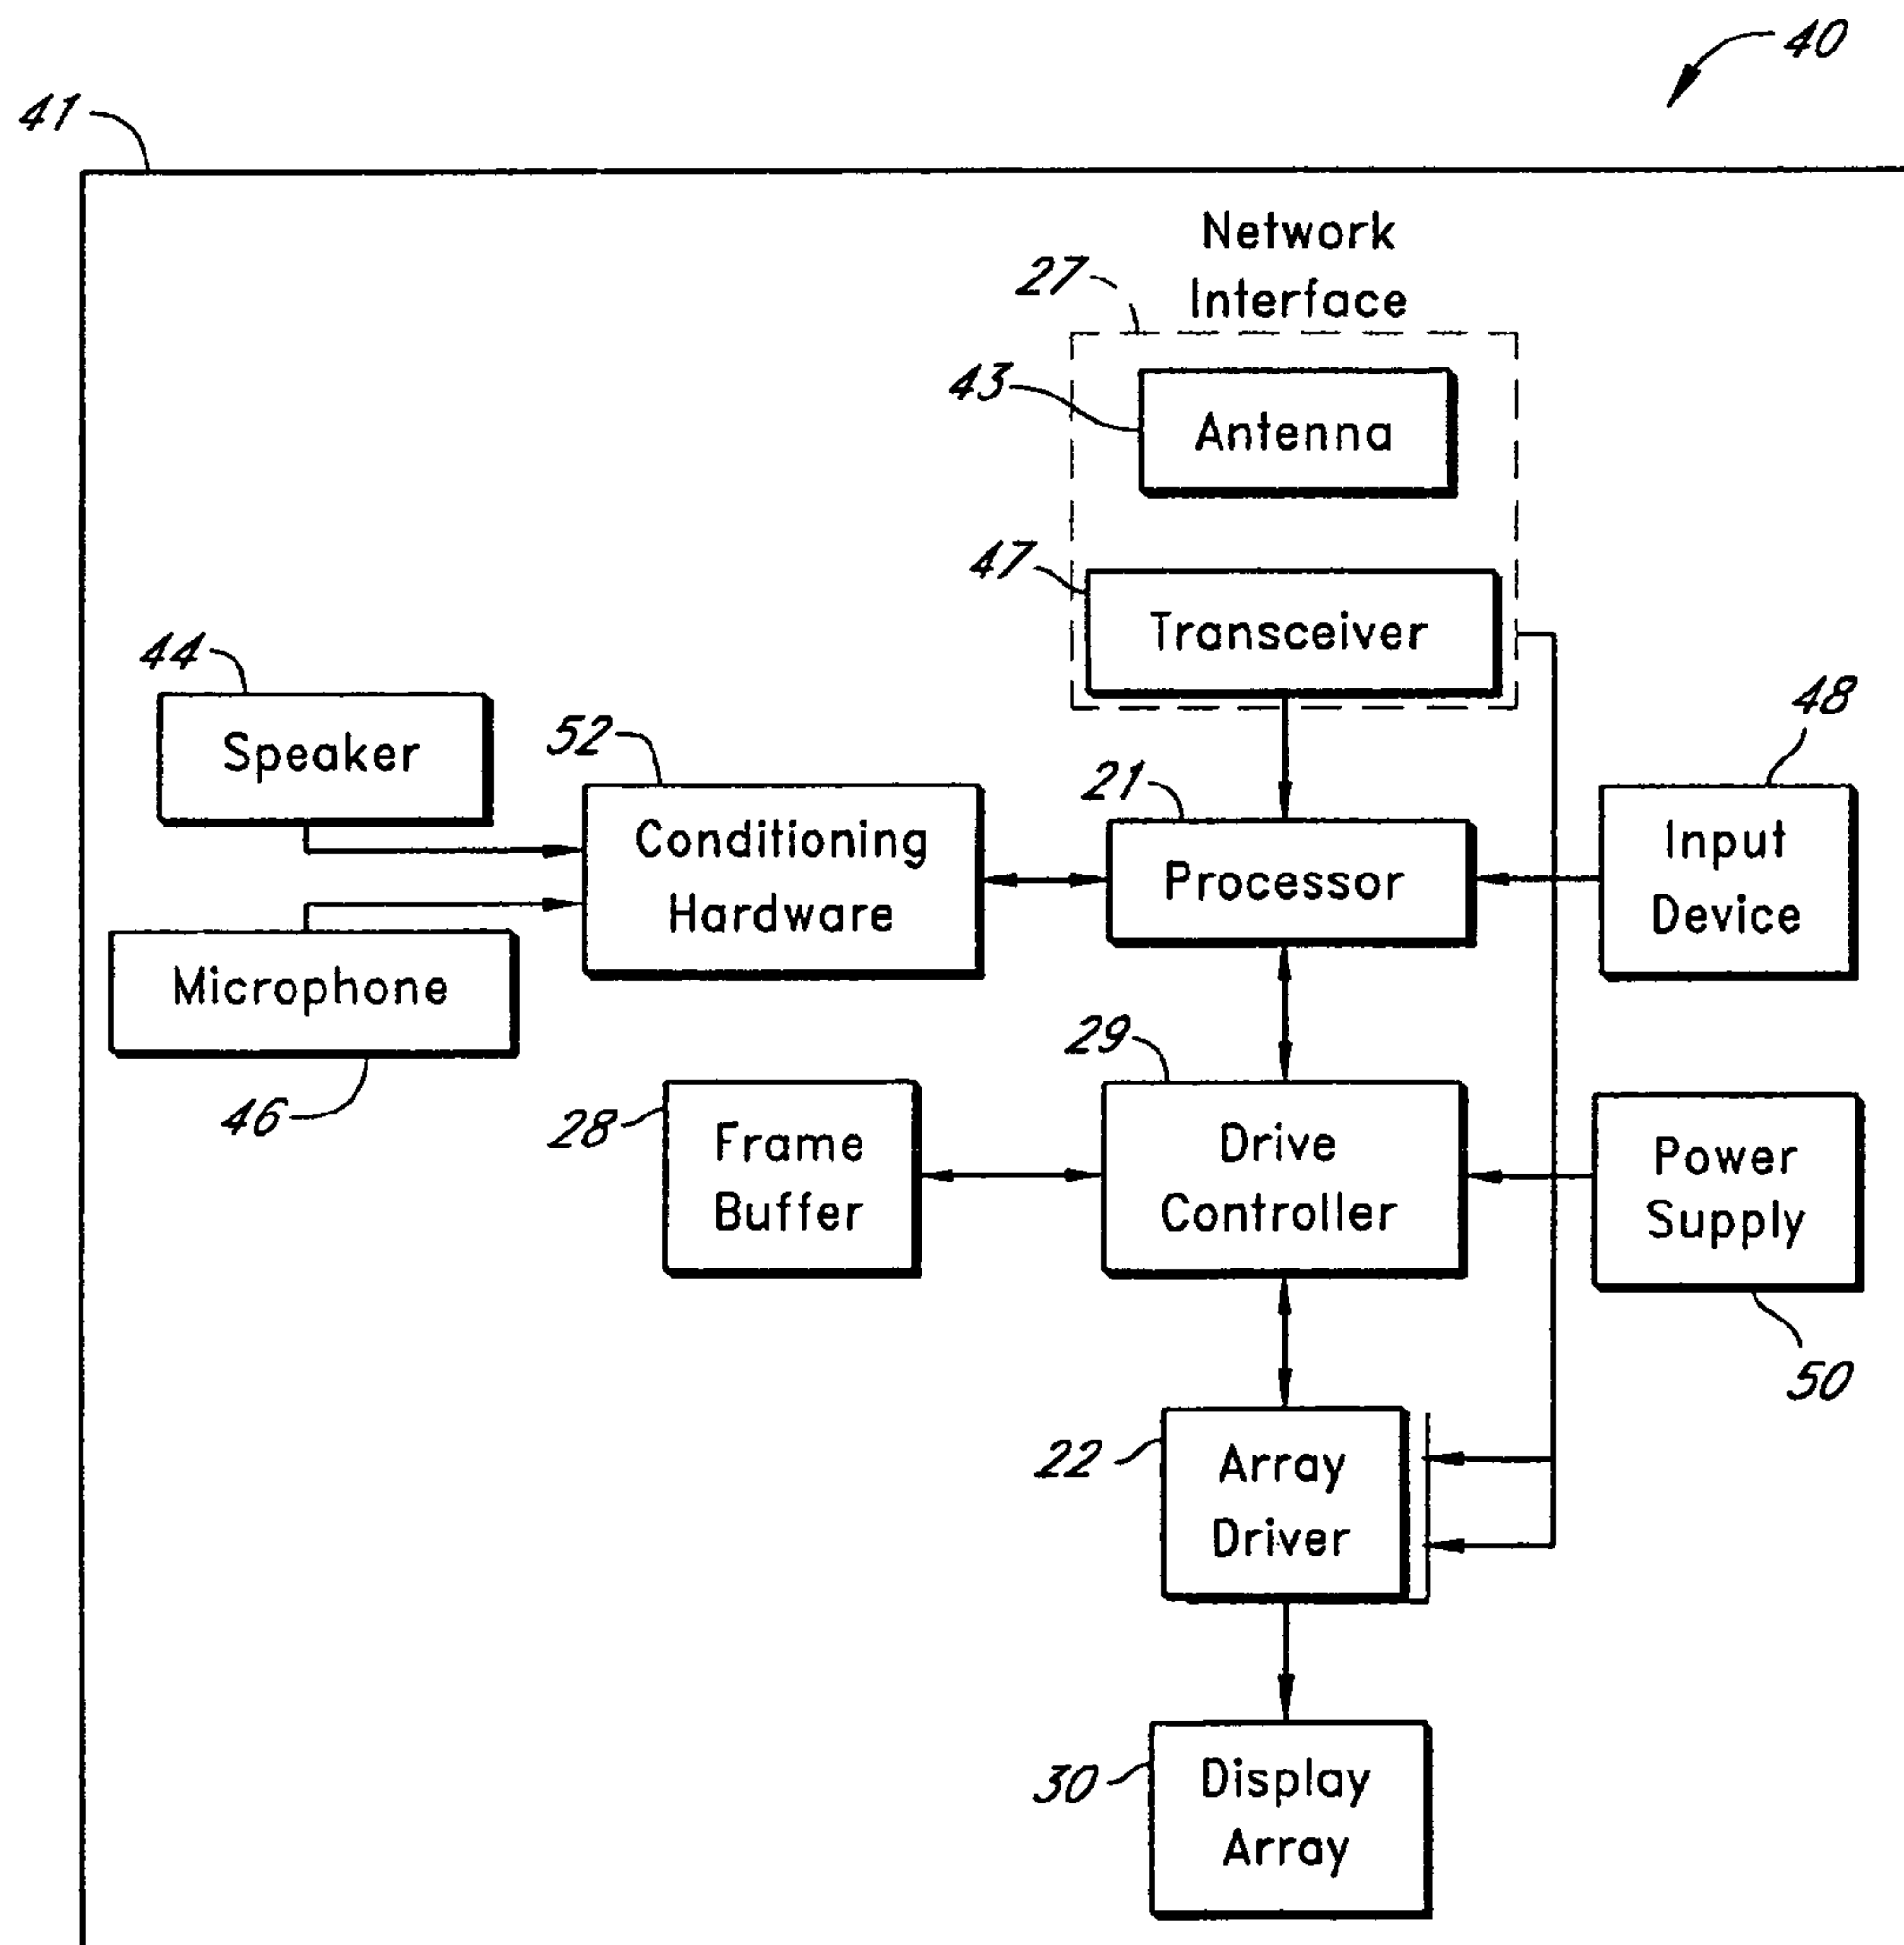 40
41
Network
Interface
27
43
Antenna
47
Transceiver
44
Speaker
52
Conditioning
Hardware
21
Processor
48
Input
Device
Microphone
46
28
Frame
Buffer
29
Drive
Controller
Power
Supply
50
22
Array
Driver
30
Display
Array